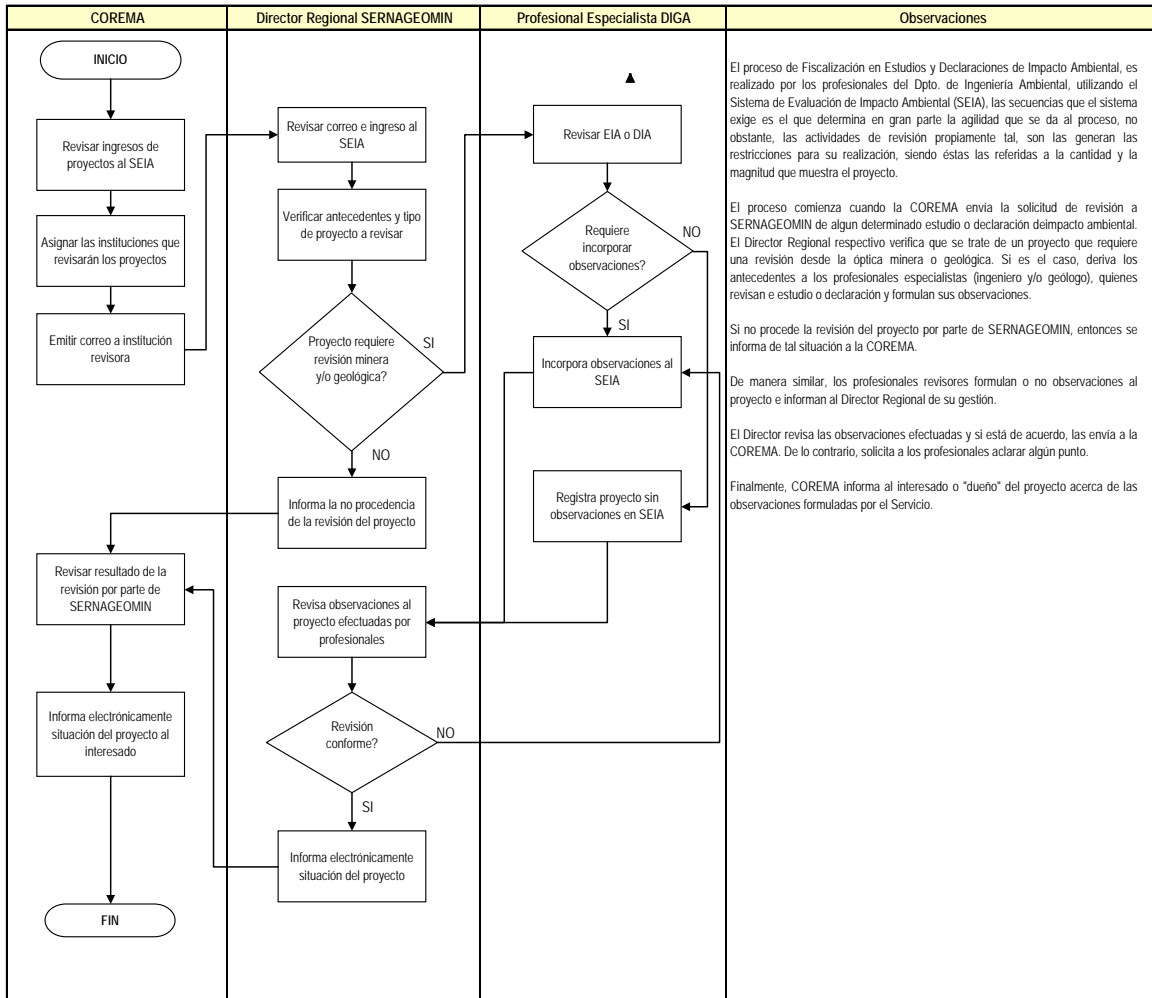 COREMA
Director Regional SERNAGEOMIN
Profesional Especialista DIGA
Observaciones
INICIO
Revisar ingresos de
proyectos al SEIA
Asignar las instituciones que
revisarán los proyectos
Emitir correo a institución
revisora
Revisar resultado de la
revisión por parte de
SERNAGEOMIN
Informa electrónicamente
situación del proyecto al
interesado
FIN
Revisar correo e ingreso al
SEIA
Verificar antecedentes y tipo
de proyecto a revisar
Proyecto requiere
revisión minera
y/o geológica?
SI
NO
Informa la no procedencia
de la revisión del proyecto
Revisa observaciones al
proyecto efectuadas por
profesionales
Revisión
conforme?
NO
SI
Informa electrónicamente
situación del proyecto
Revisar EIA o DIA
Requiere
incorporar
observaciones?
NO
SI
Incorpora observaciones al
SEIA
Registra proyecto sin
observaciones en SEIA
El proceso de Fiscalización en Estudios y Declaraciones de Impacto Ambiental, es
realizado por los profesionales del Dpto. de Ingeniería Ambiental, utilizando el
Sistema de Evaluación de Impacto Ambiental (SEIA), las secuencias que el sistema
exige es el que determina en gran parte la agilidad que se da al proceso, no
obstante, las actividades de revisión propiamente tal, son las generan las
restricciones para su realización, siendo éstas las referidas a la cantidad y la
magnitud que muestra el proyecto.
El proceso comienza cuando la COREMA envía la solicitud de revisión a
SERNAGEOMIN de algun determinado estudio o declaración deimpacto ambiental.
El Director Regional respectivo verifica que se trate de un proyecto que requiere
una revisión desde la óptica minera o geológica. Si es el caso, deriva los
antecedentes a los profesionales especialistas (ingeniero y/o geólogo), quienes
revisan e estudio o declaración y formulan sus observaciones.
Si no procede la revisión del proyecto por parte de SERNAGEOMIN, entonces se
informa de tal situación a la COREMA.
De manera similar, los profesionales revisores formulan o no observaciones al
proyecto e informan al Director Regional de su gestión.
El Director revisa las observaciones efectuadas y si está de acuerdo, las envía a la
COREMA. De lo contrario, solicita a los profesionales aclarar algún punto.
Finalmente, COREMA informa al interesado o "dueño" del proyecto acerca de las
observaciones formuladas por el Servicio.